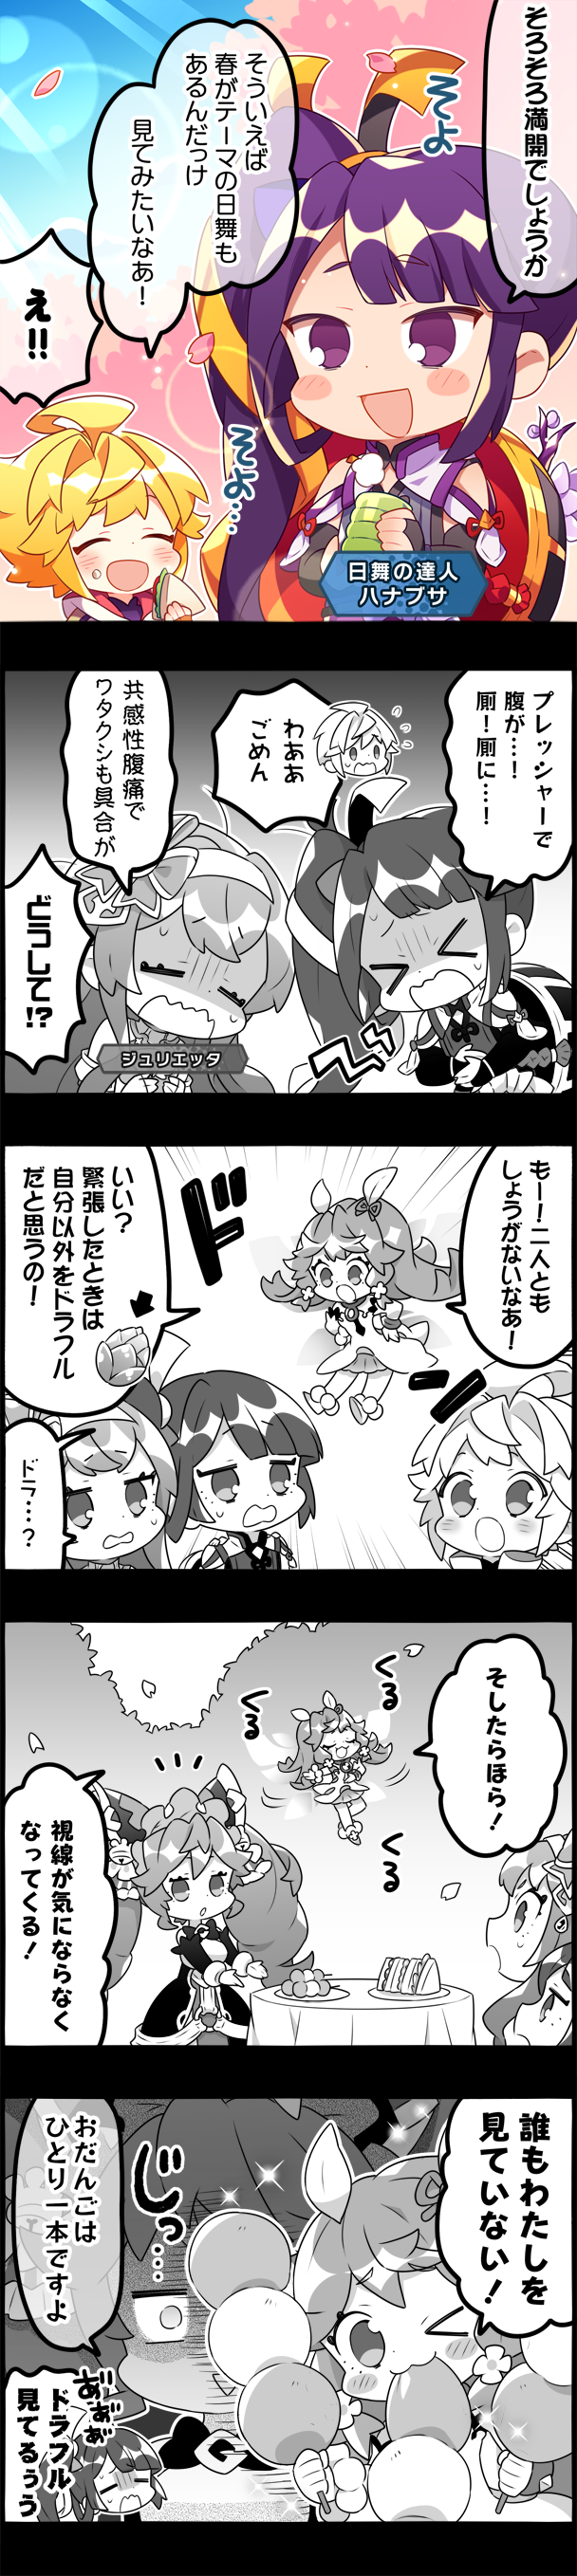 そろそろ満開でしょうか
そよ
そういえば
春がテーマの日舞も
あるんだっけ
見てみたいなあ！
え!!
そよ…
日舞の達人
ハナブサ
プレッシャーで
腹が…！
厠！厠に…！
わああ
ごめん
共感性腹痛で
ワタクシも具合が
どうして!?
ジュリエッタ
もー！二人とも
しょうがないなあ！
ドーン
いい？
緊張したときは
自分以外をドラフル
だと思うの！
ドラ…？
そしたらほら！
くる
くる
くる
視線が気にならなく
なってくる！
誰もわたしを
見ていない！
じっ…
おだんごは
ひとり一本ですよ
あぁぁぁ
ドラフル
見てるぅぅ